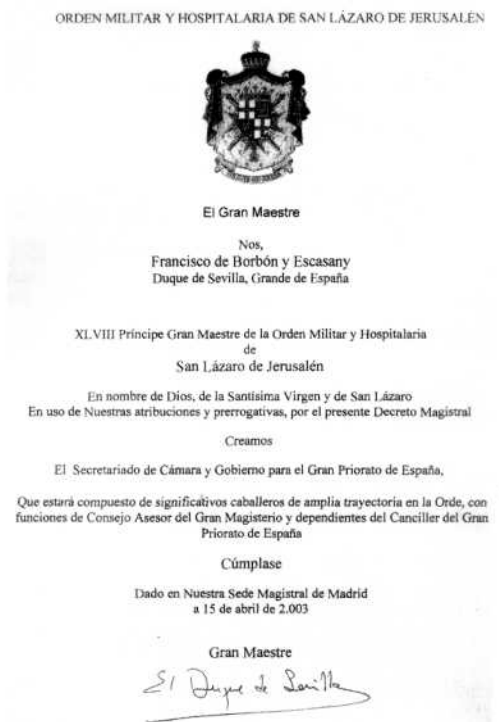 ORDEN MILITAR Y HOSPITALARIA DE SAN LÁZARO DE JERUSALÉN
El Gran Maestre
Nos,
Francisco de Borbón y Escasany
Duque de Sevilla, Grande de España
XLVIII Príncipe Gran Maestre de la Orden Militar y Hospitalaria
de
San Lázaro de Jerusalén
En nombre de Dios, de la Santísima Virgen y de San Lázaro
En uso de Nuestras atribuciones y prerrogativas, por el presente Decreto Magistral
Creamos
El Secretariado de Cámara y Gobierno para el Gran Priorato de España,
Que estará compuesto de significativos caballeros de amplia trayectoria en la Orde, con
funciones de Consejo Asesor del Gran Magisterio y dependientes del Canciller del Gran
Priorato de España
Cúmplase
Dado en Nuestra Sede Magistral de Madrid
a 15 de abril de 2.003
Gran Maestre
El Duque de Sevilla